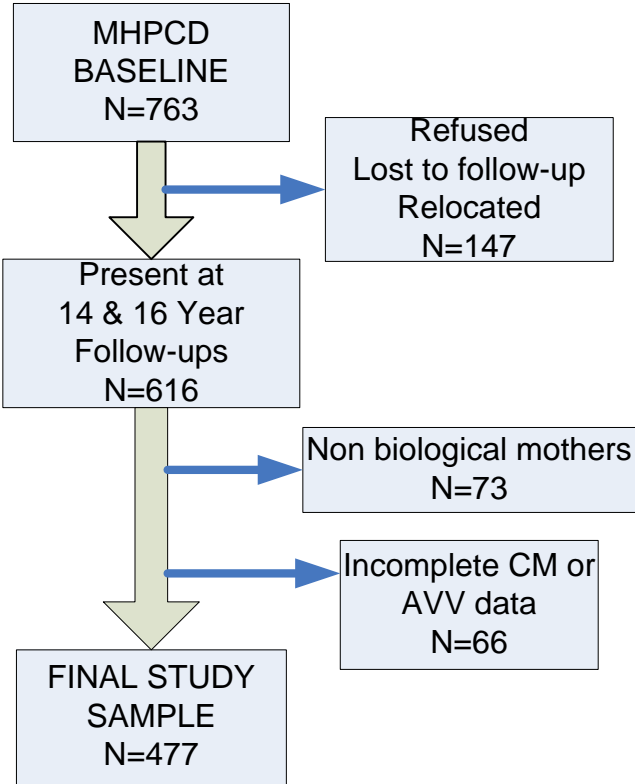 MHPCD
BASELINE
N=763
Refused
Lost to follow-up
Relocated
N=147
Present at
14 & 16 Year
Follow-ups
N=616
Non biological mothers
N=73
Incomplete CM or
AVV data
N=66
FINAL STUDY
SAMPLE
N=477